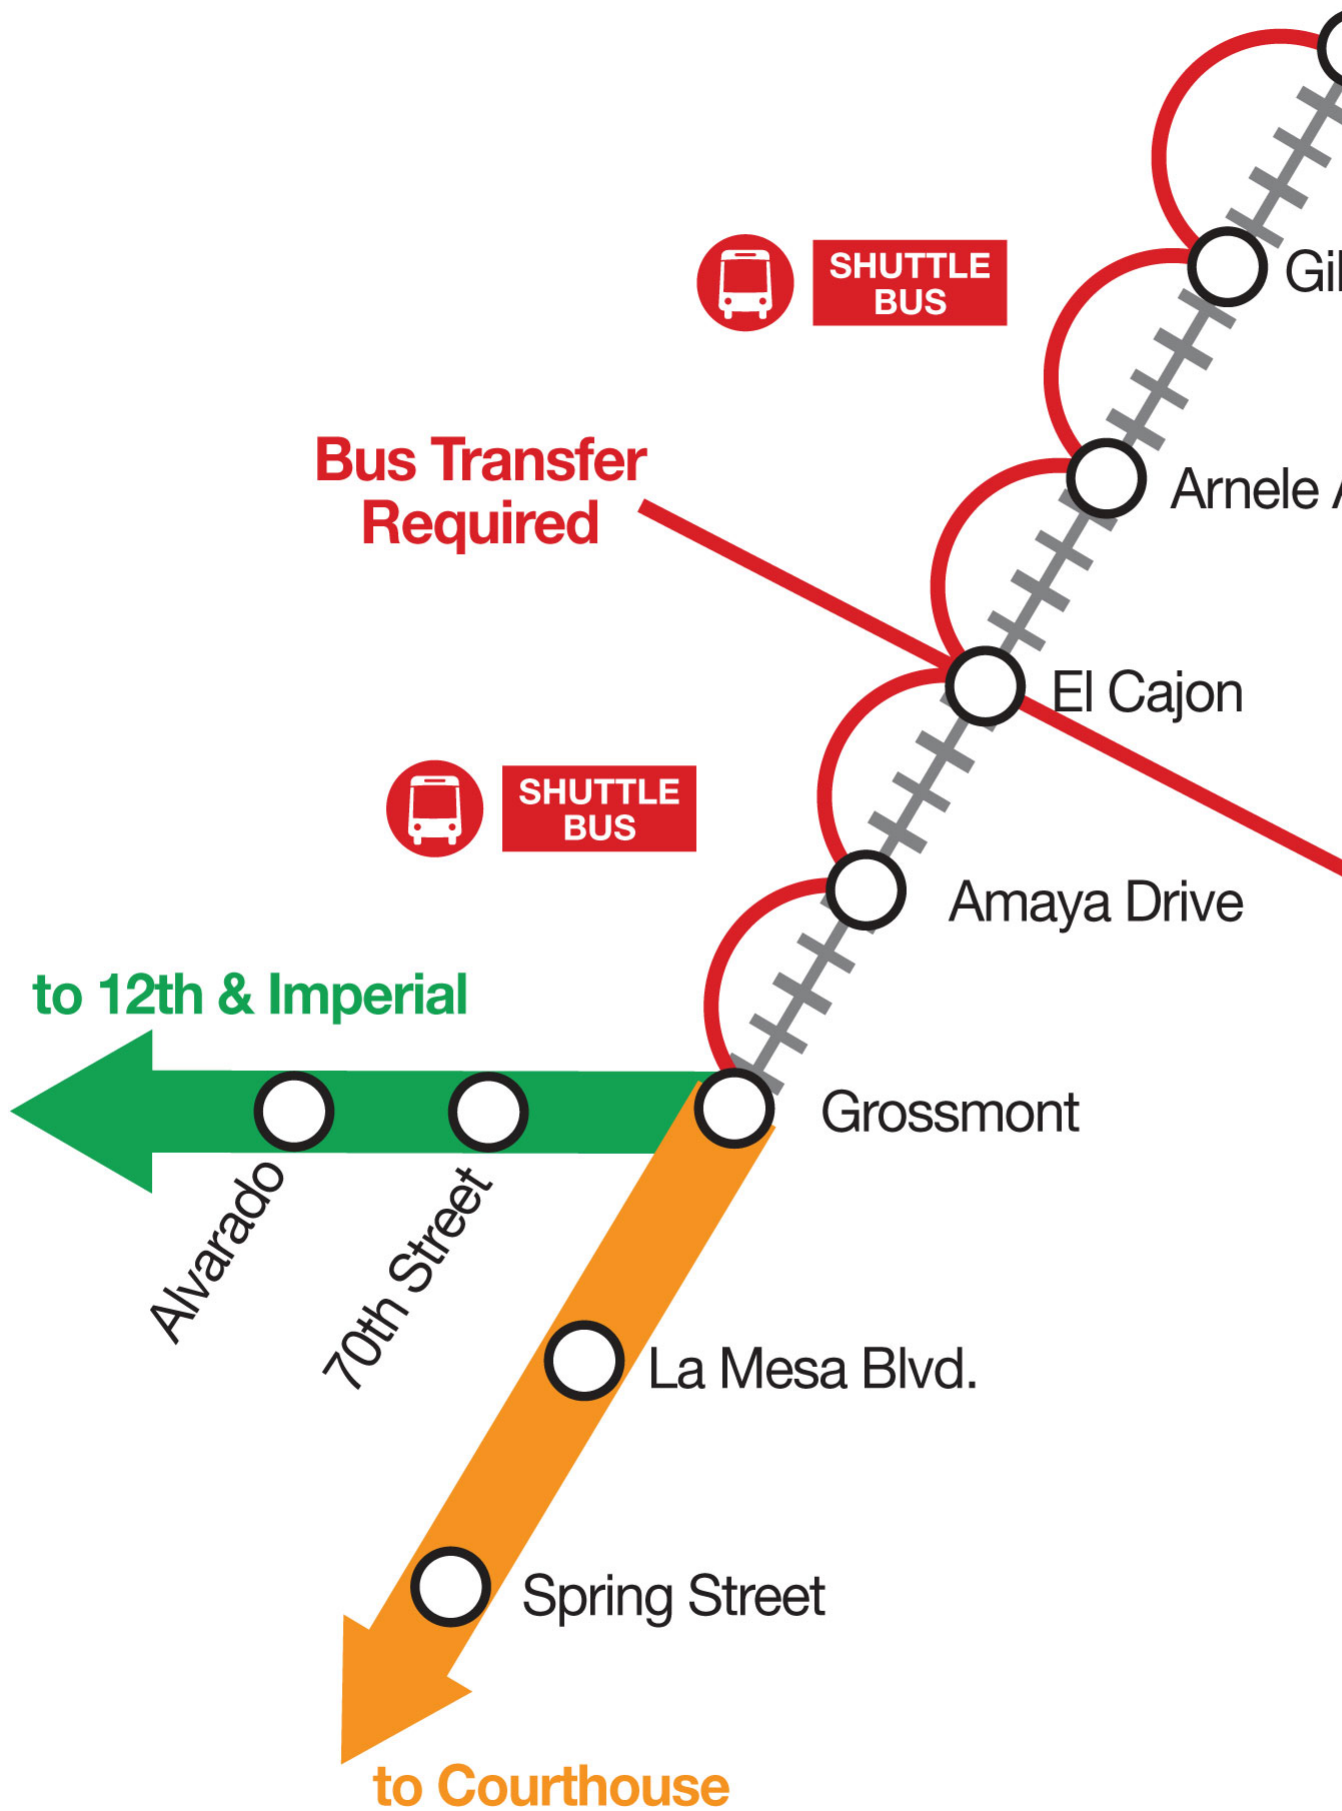 SHUTTLE
BUS
Bus Transfer
Required
Arnele
El Cajon
SHUTTLE
BUS
Amaya Drive
to 12th & Imperial
Grossmont
Alvarado
70th Street
La Mesa Blvd.
Spring Street
to Courthouse